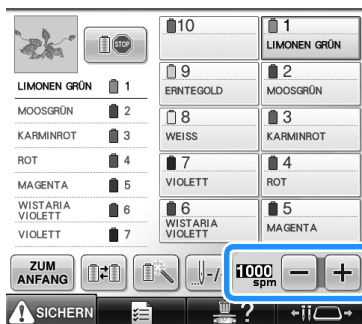 LIMONEN GRÜN 1
MOOSGRÜN 2
KARMINROT 3
ROT 4
MAGENTA 5
WISTARIA
VIOLETT 6
VIOLETT 7
STOP
10
1
LIMONEN GRÜN
9
ERNTEGOLD
2
MOOSGRÜN
8
WEISS
3
KARMINROT
7
VIOLETT
4
ROT
6
WISTARIA
VIOLETT
5
MAGENTA
ZUM
ANFANG
-/+
1000
spm
− +
SICHERN
?